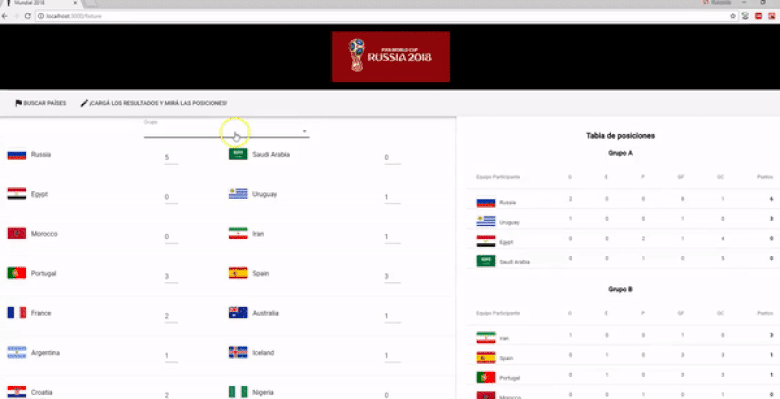 Mundial 2018
localhost:3000/fixture
FIFA WORLD CUP
RUSSIA 2018
BUSCAR PAÍSES
¡CARGÁ LOS RESULTADOS Y MIRÁ LAS POSICIONES!
Grupo
Russia 5 Saudi Arabia 0
Egypt 0 Uruguay 1
Morocco 0 Iran 1
Portugal 3 Spain 3
France 2 Australia 1
Argentina 1 Iceland 1
Croatia 2 Nigeria 0
Tabla de posiciones
Grupo A
Equipo Participante G E P GF GC Puntos
Russia 2 0 0 8 1 6
Uruguay 1 0 0 1 0 3
Egypt 0 0 2 1 4 0
Saudi Arabia 0 0 1 0 5 0
Grupo B
Equipo Participante G E P GF GC Puntos
Iran 1 0 0 1 0 3
Spain 0 1 0 3 3 1
Portugal 0 1 0 3 3 1
Morocco 0 0 1 0 1 0